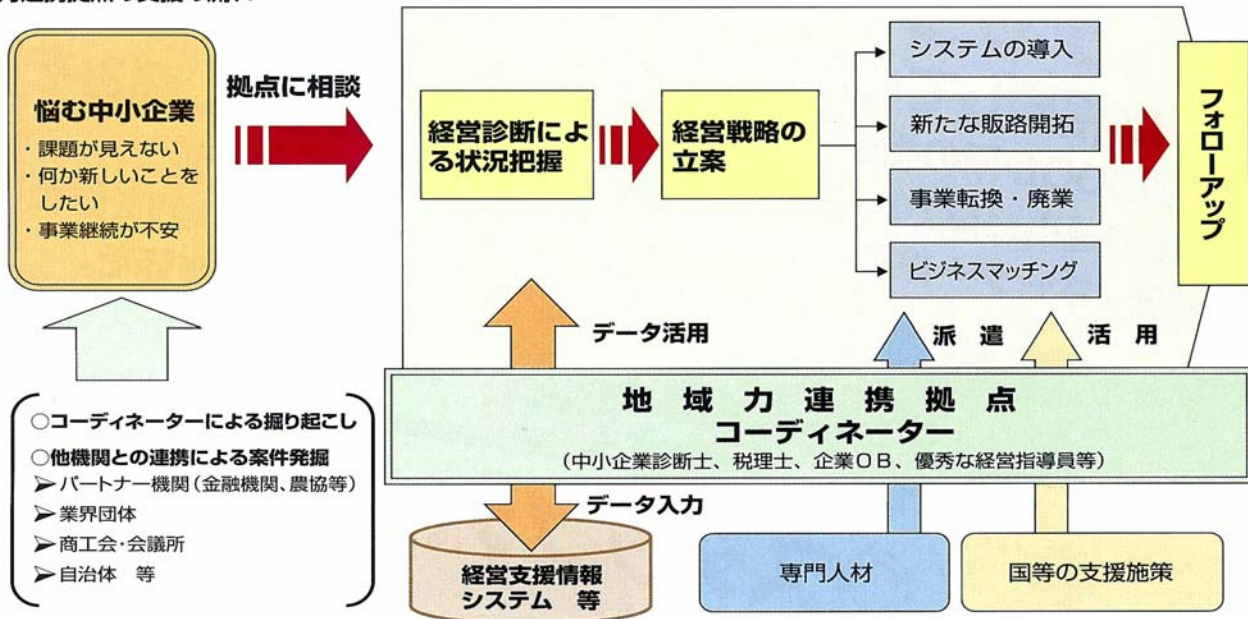 悩む中小企業
・課題が見えない
・何か新しいことを
したい
・事業継続が不安
拠点に相談
経営診断によ
る状況把握
経営戦略の
立案
システムの導入
新たな販路開拓
事業転換・廃業
ビジネスマッチング
フォローアップ
データ活用
派遣
活用
地域力連携拠点
コーディネーター
(中小企業診断士、税理士、企業OB、優秀な経営指導員等)
○コーディネーターによる掘り起こし
○他機関との連携による案件発掘
➢パートナー機関(金融機関、農協等)
➢業界団体
➢商工会・会議所
➢自治体 等
データ入力
経営支援情報
システム 等
専門人材
国等の支援施策